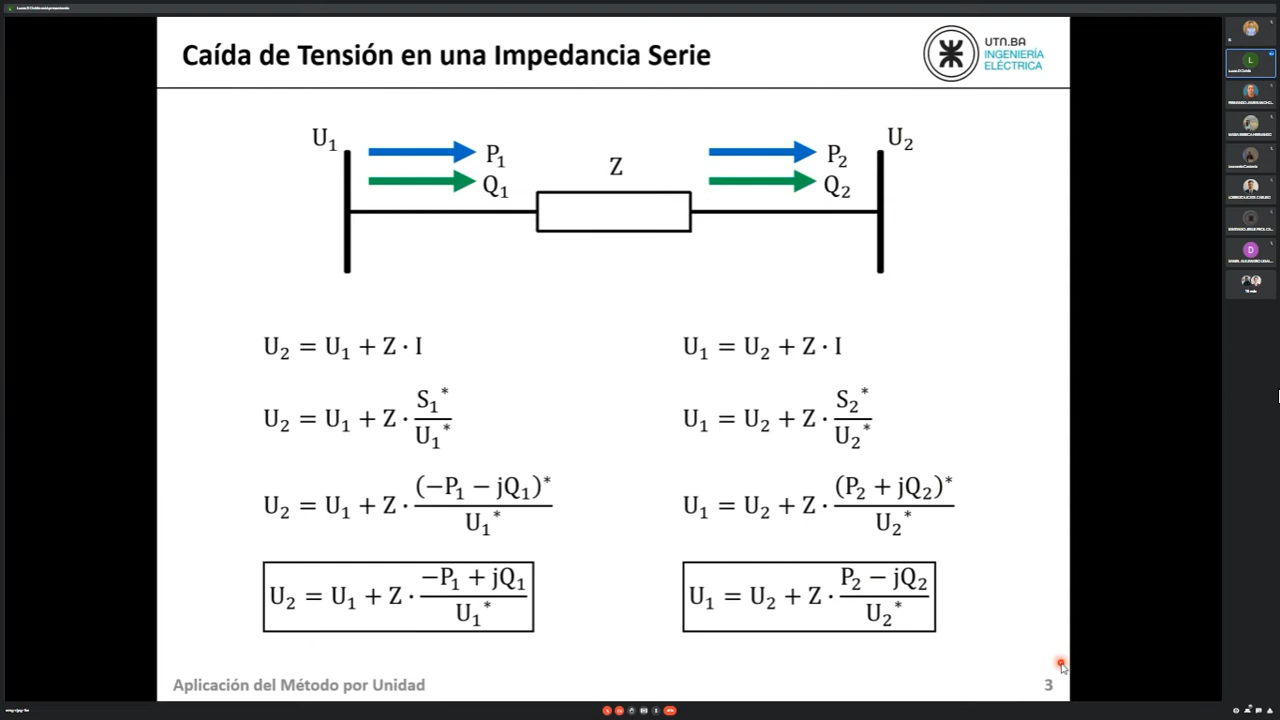 Caída de Tensión en una Impedancia Serie
UTN.BA
INGENIERÍA
ELÉCTRICA
U₁
P₁
Q₁
Z
P₂
Q₂
U₂
U₂ = U₁ + Z · I
U₁ = U₂ + Z · I
U₂ = U₁ + Z · S₁* / U₁*
U₁ = U₂ + Z · S₂* / U₂*
U₂ = U₁ + Z · (−P₁ − jQ₁)* / U₁*
U₁ = U₂ + Z · (P₂ + jQ₂)* / U₂*
U₂ = U₁ + Z · −P₁ + jQ₁ / U₁*
U₁ = U₂ + Z · P₂ − jQ₂ / U₂*
Aplicación del Método por Unidad
3
L
D